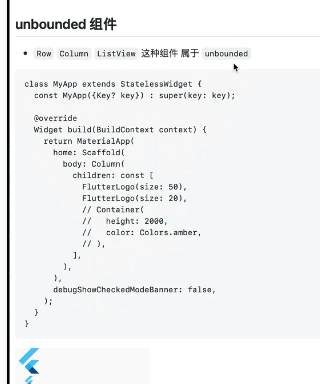 unbounded 组件
• Row Column ListView 这种组件 属于 unbounded
class MyApp extends StatelessWidget {
  const MyApp({Key? key}) : super(key: key);

  @override
  Widget build(BuildContext context) {
    return MaterialApp(
      home: Scaffold(
        body: Column(
          children: const [
            FlutterLogo(size: 50),
            FlutterLogo(size: 20),
            // Container(
            //   height: 2000,
            //   color: Colors.amber,
            // ),
          ],
        ),
      ),
      debugShowCheckedModeBanner: false,
    );
  }
}